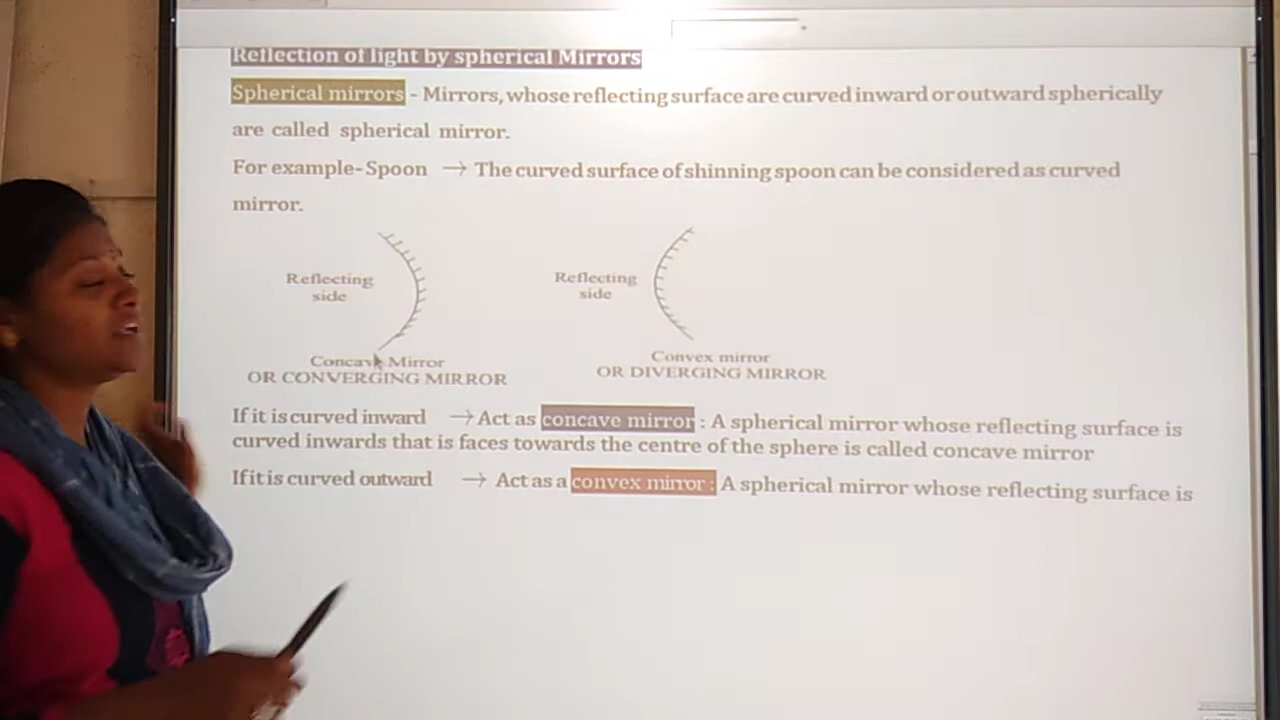 Reflection of light by spherical Mirrors
Spherical mirrors - Mirrors, whose reflecting surface are curved inward or outward spherically
are called spherical mirror.
For example- Spoon → The curved surface of shinning spoon can be considered as curved
mirror.
Reflecting side
Reflecting side
Concave Mirror
OR CONVERGING MIRROR
Convex mirror
OR DIVERGING MIRROR
If it is curved inward → Act as concave mirror : A spherical mirror whose reflecting surface is
curved inwards that is faces towards the centre of the sphere is called concave mirror
If it is curved outward → Act as a convex mirror : A spherical mirror whose reflecting surface is